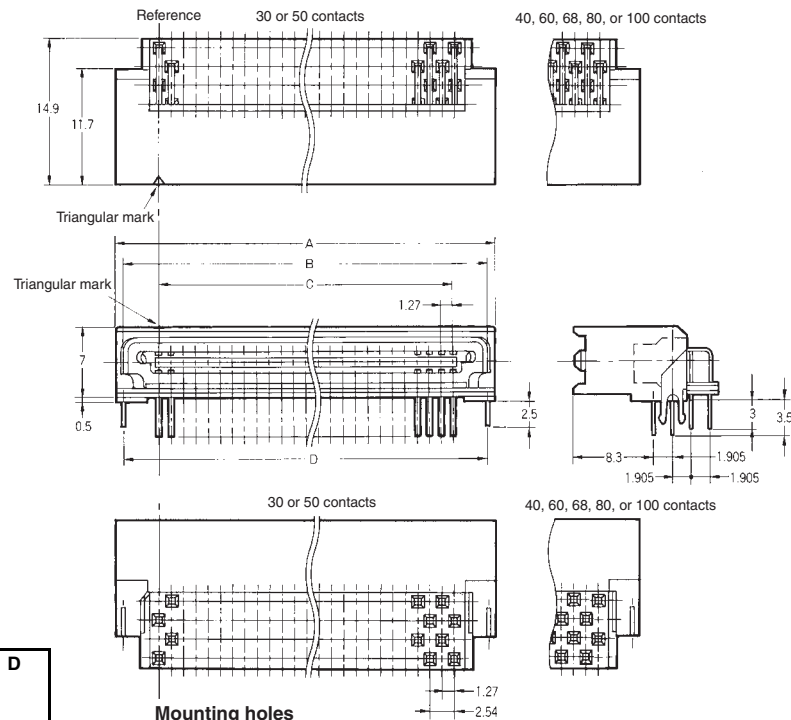 Reference
30 or 50 contacts
40, 60, 68, 80, or 100 contacts
14.9
11.7
Triangular mark
A
B
Triangular mark
C
1.27
7
0.5
2.5
D
3
3.5
8.3
1.905
1.905
1.905
30 or 50 contacts
40, 60, 68, 80, or 100 contacts
D
1.27
2.54
Mounting holes